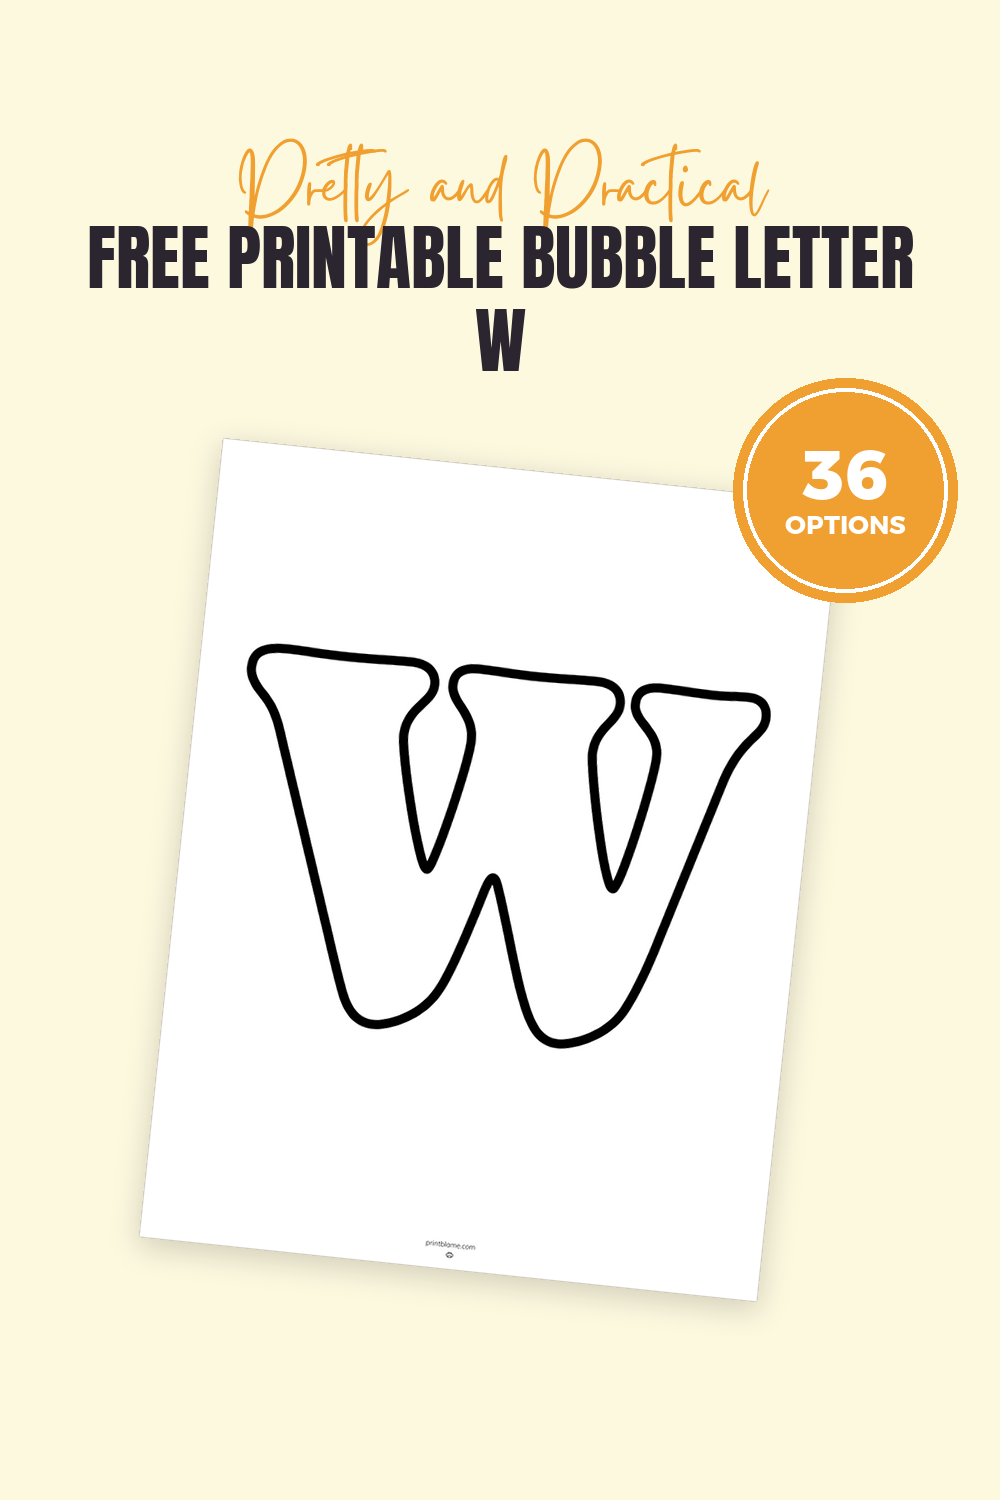 Pretty and Practical
FREE PRINTABLE BUBBLE LETTER
W
36
OPTIONS
W
printblame.com